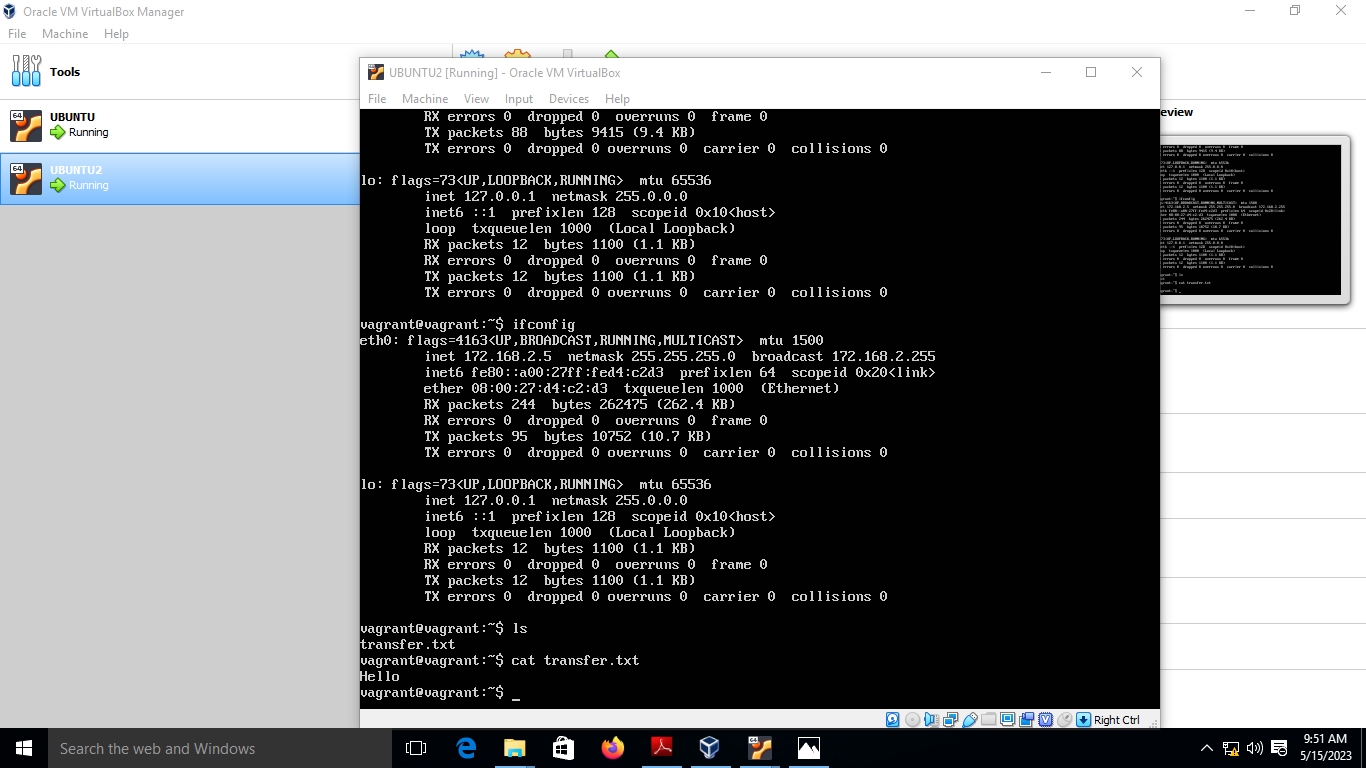 Oracle VM VirtualBox Manager
File Machine Help
Tools
64
UBUNTU
Running
64
UBUNTU2
Running
eview
UBUNTU2 [Running] - Oracle VM VirtualBox
File Machine View Input Devices Help
RX errors 0 dropped 0 overruns 0 frame 0
TX packets 88 bytes 9415 (9.4 KB)
TX errors 0 dropped 0 overruns 0 carrier 0 collisions 0
lo: flags=73<UP,LOOPBACK,RUNNING> mtu 65536
inet 127.0.0.1 netmask 255.0.0.0
inet6 ::1 prefixlen 128 scopeid 0x10<host>
loop txqueuelen 1000 (Local Loopback)
RX packets 12 bytes 1100 (1.1 KB)
RX errors 0 dropped 0 overruns 0 frame 0
TX packets 12 bytes 1100 (1.1 KB)
TX errors 0 dropped 0 overruns 0 carrier 0 collisions 0
vagrant@vagrant:~$ ifconfig
eth0: flags=4163<UP,BROADCAST,RUNNING,MULTICAST> mtu 1500
inet 172.168.2.5 netmask 255.255.255.0 broadcast 172.168.2.255
inet6 fe80::a00:27ff:fed4:c2d3 prefixlen 64 scopeid 0x20<link>
ether 08:00:27:d4:c2:d3 txqueuelen 1000 (Ethernet)
RX packets 244 bytes 262475 (262.4 KB)
RX errors 0 dropped 0 overruns 0 frame 0
TX packets 95 bytes 10752 (10.7 KB)
TX errors 0 dropped 0 overruns 0 carrier 0 collisions 0
lo: flags=73<UP,LOOPBACK,RUNNING> mtu 65536
inet 127.0.0.1 netmask 255.0.0.0
inet6 ::1 prefixlen 128 scopeid 0x10<host>
loop txqueuelen 1000 (Local Loopback)
RX packets 12 bytes 1100 (1.1 KB)
RX errors 0 dropped 0 overruns 0 frame 0
TX packets 12 bytes 1100 (1.1 KB)
TX errors 0 dropped 0 overruns 0 carrier 0 collisions 0
vagrant@vagrant:~$ ls
transfer.txt
vagrant@vagrant:~$ cat transfer.txt
Hello
vagrant@vagrant:~$ _
Right Ctrl
Search the web and Windows
9:51 AM
5/15/2023